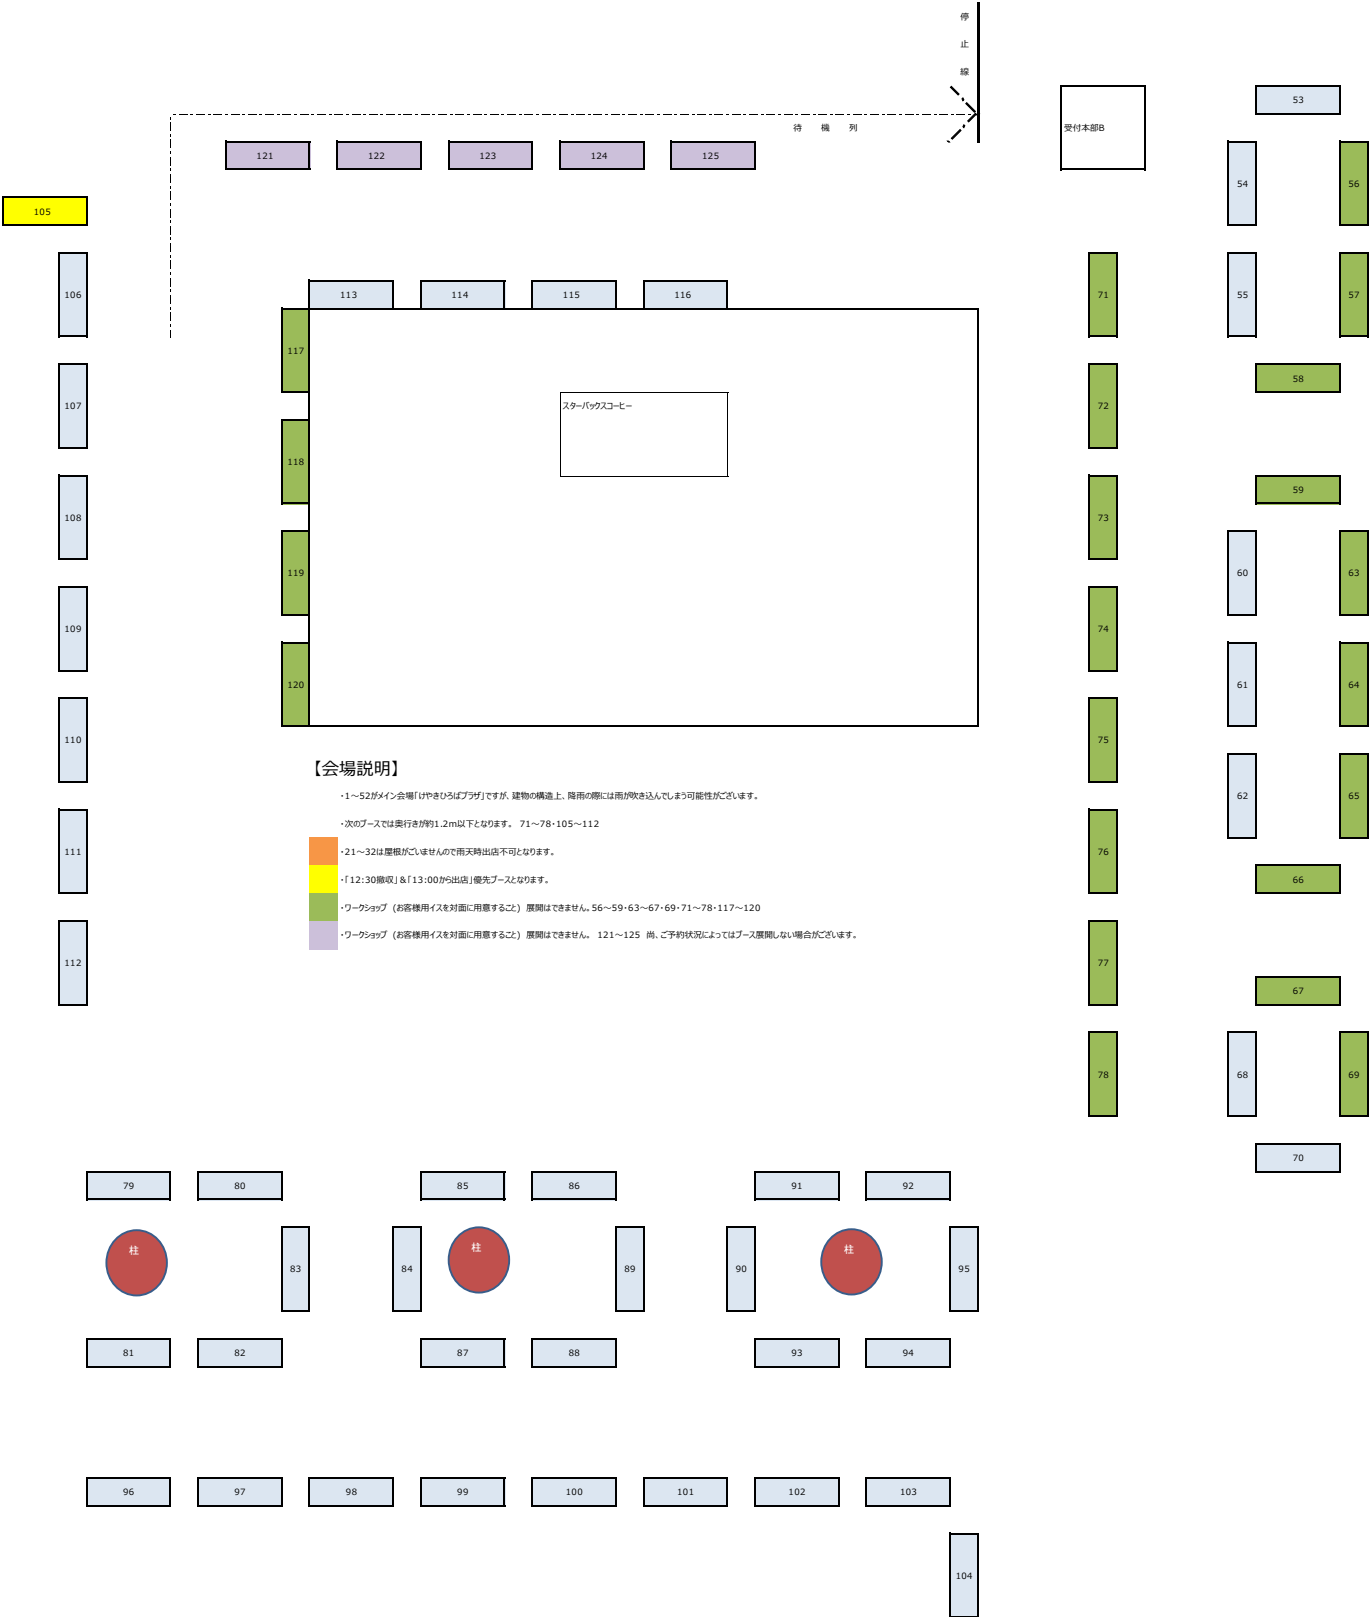 停
止
線
53
待 機 列
受付本部B
121 122 123 124 125
54 56
105
106
113 114 115 116
71
55 57
117
58
107
スターバックスコーヒー
72
118
59
108
73
119
60 63
109
74
120
61 64
110
75
【会場説明】
62 65
・1～52がメイン会場「けやきひろばプラザ」ですが、建物の構造上、降雨の際には雨が吹き込んでしまう可能性がございます。
・次のブースでは奥行きが約1.2m以下となります。 71～78・105～112
111
76
・21～32は屋根がございませんので雨天時出店不可となります。
・「12:30撤収」＆「13:00から出店」優先ブースとなります。
66
・ワークショップ（お客様用イスを対面に用意すること）展開はできません。56～59・63～67・69・71～78・117～120
・ワークショップ（お客様用イスを対面に用意すること）展開はできません。 121～125 尚、ご予約状況によってはブース展開しない場合がございます。
112
77
67
78
68 69
70
79 80 85 86 91 92
柱 柱 柱
83 84 89 90 95
81 82 87 88 93 94
96 97 98 99 100 101 102 103
104